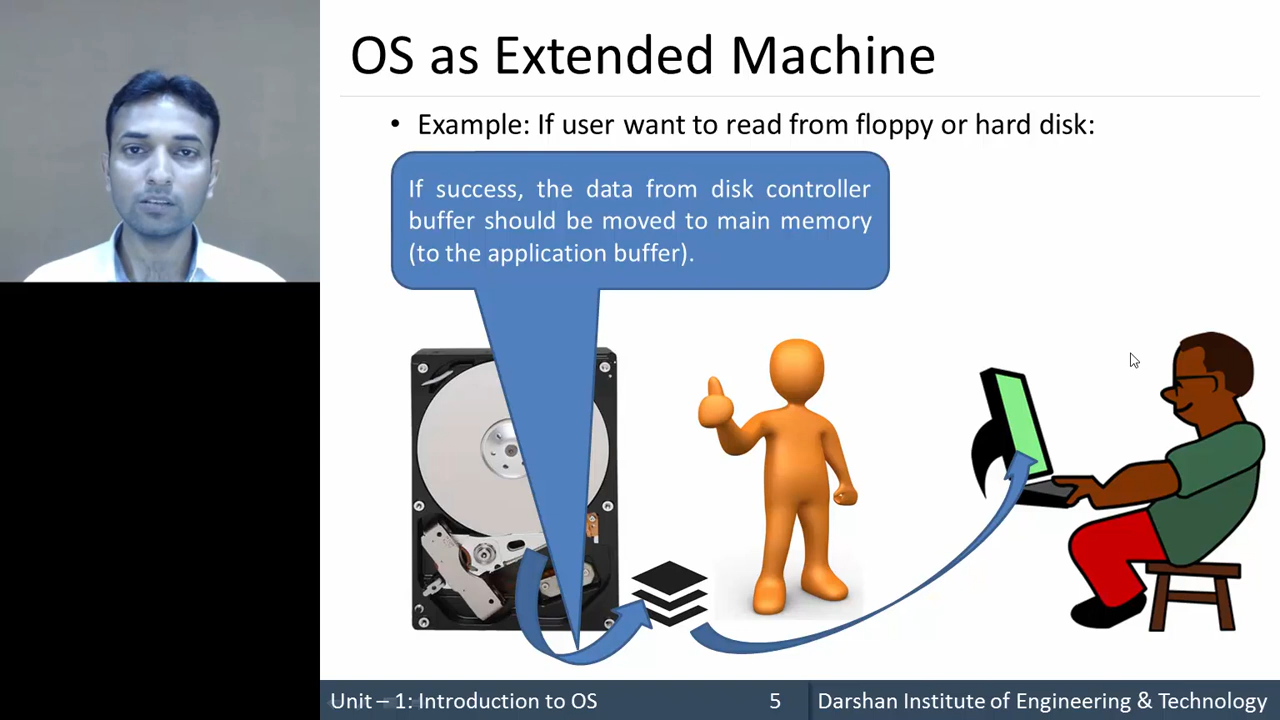 OS as Extended Machine
• Example: If user want to read from floppy or hard disk:
If success, the data from disk controller
buffer should be moved to main memory
(to the application buffer).
Unit – 1: Introduction to OS 5 Darshan Institute of Engineering & Technology